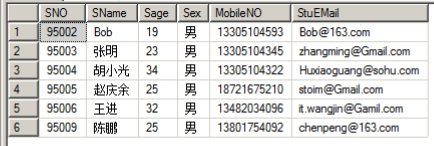 SNO SName Sage Sex MobileNO StuEMail
1 95002 Bob 19 男 13305104593 Bob@163.com
2 95003 张明 23 男 13305104345 zhangming@Gmail.com
3 95004 胡小光 34 男 13305104322 Huxiaoguang@sohu.com
4 95005 赵庆余 25 男 18721675210 stoim@Gmail.com
5 95006 王进 32 男 13482034096 it.wangjin@Gamil.com
6 95009 陈鹏 25 男 13801754092 chenpeng@163.com